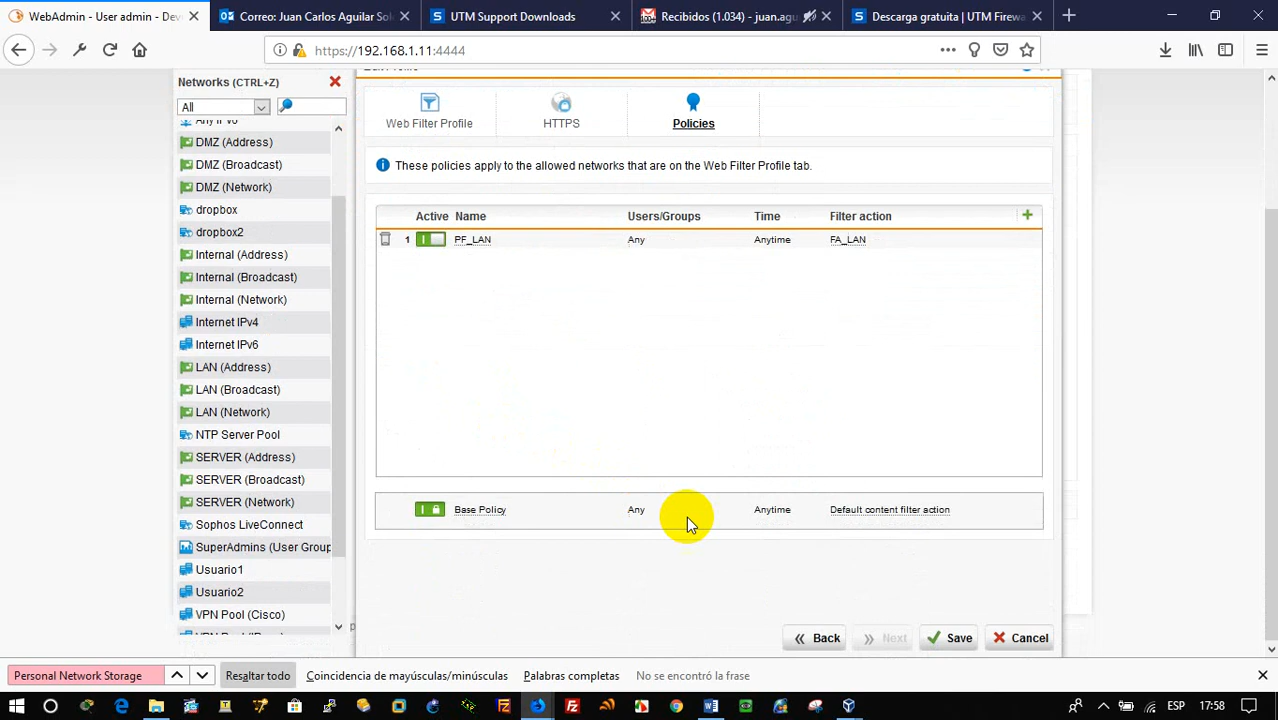 WebAdmin - User admin - Dev
Correo: Juan Carlos Aguilar Sol
UTM Support Downloads
Recibidos (1.034) - juan.agu
Descarga gratuita | UTM Firew
https://192.168.1.11:4444
Networks (CTRL+Z)
All
DMZ (Address)
DMZ (Broadcast)
DMZ (Network)
dropbox
dropbox2
Internal (Address)
Internal (Broadcast)
Internal (Network)
Internet IPv4
Internet IPv6
LAN (Address)
LAN (Broadcast)
LAN (Network)
NTP Server Pool
SERVER (Address)
SERVER (Broadcast)
SERVER (Network)
Sophos LiveConnect
SuperAdmins (User Group
Usuario1
Usuario2
VPN Pool (Cisco)
Web Filter Profile
HTTPS
Policies
These policies apply to the allowed networks that are on the Web Filter Profile tab.
Active Name Users/Groups Time Filter action
1 PF_LAN Any Anytime FA_LAN
Base Policy Any Anytime Default content filter action
Back Next Save Cancel
Personal Network Storage Resaltar todo Coincidencia de mayúsculas/minúsculas Palabras completas No se encontró la frase
ESP 17:58